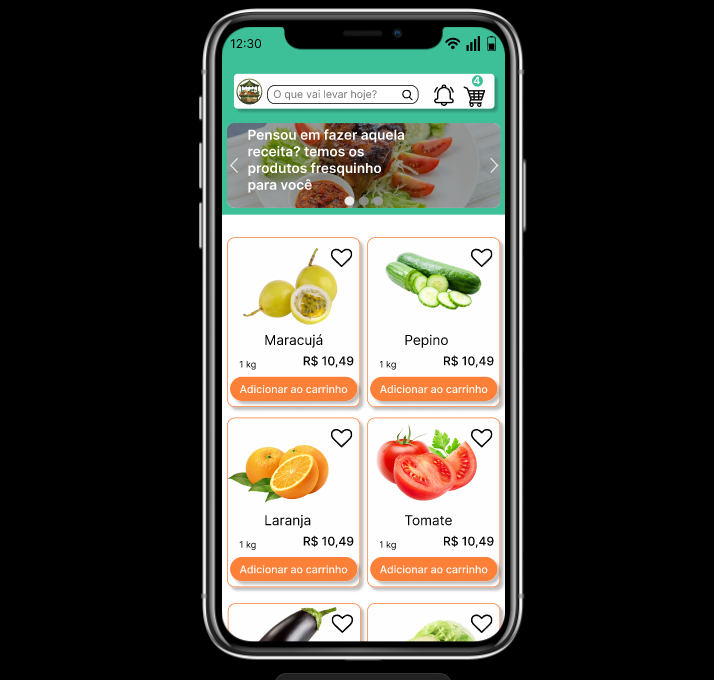 12:30
O que vai levar hoje?
4
Pensou em fazer aquela
receita? temos os
produtos fresquinho
para você
Maracujá
1 kg
R$ 10,49
Adicionar ao carrinho
Pepino
1 kg
R$ 10,49
Adicionar ao carrinho
Laranja
1 kg
R$ 10,49
Adicionar ao carrinho
Tomate
1 kg
R$ 10,49
Adicionar ao carrinho